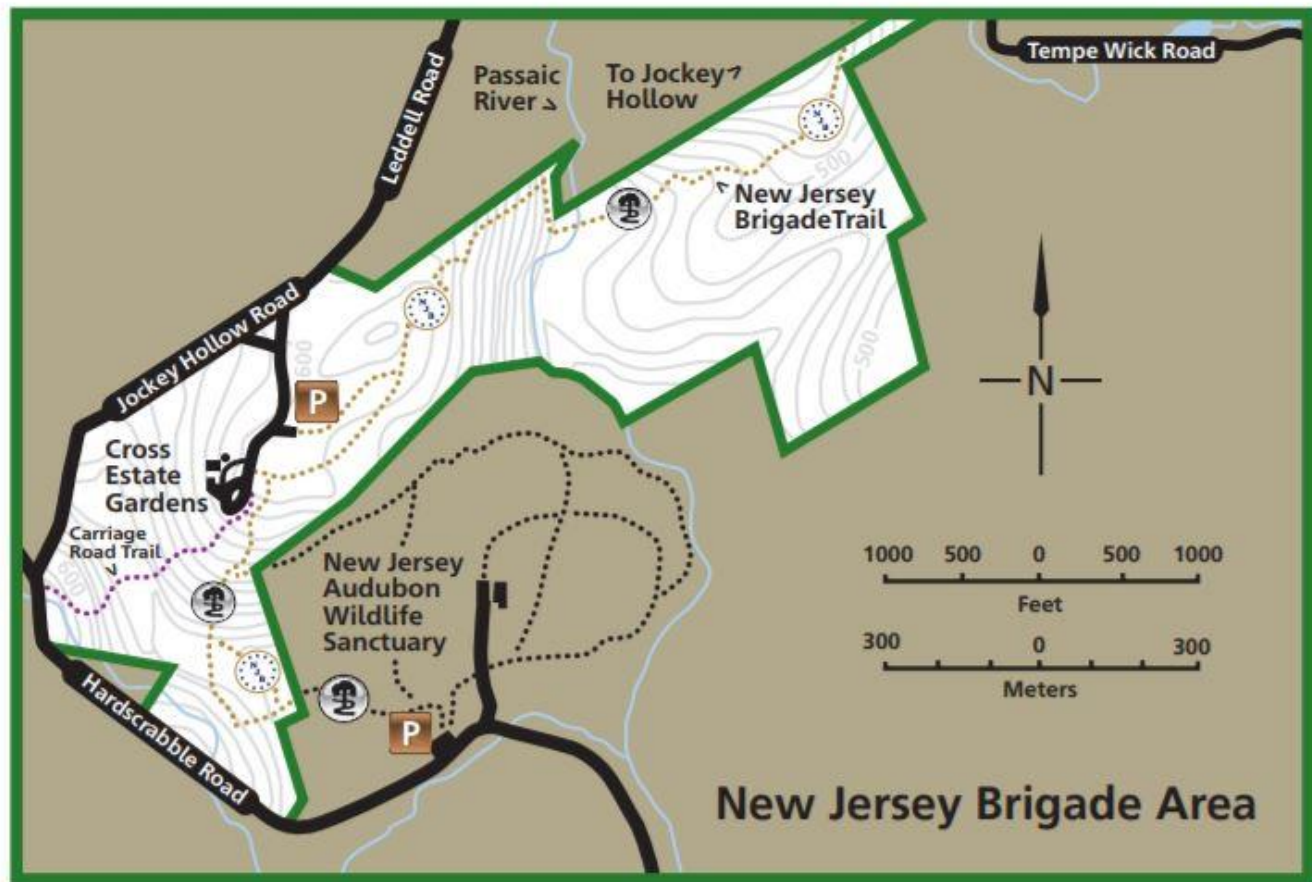 Tempe Wick Road
Passaic
River
To Jockey
Hollow
Leddell Road
N J B
500
New Jersey
BrigadeTrail
N J B
Jockey Hollow Road
600
500
P
N
Cross
Estate
Gardens
Carriage
Road Trail
600
New Jersey
Audubon
Wildlife
Sanctuary
1000 500 0 500 1000
Feet
300 0 300
Meters
N J B
P
Hardscrabble Road
New Jersey Brigade Area